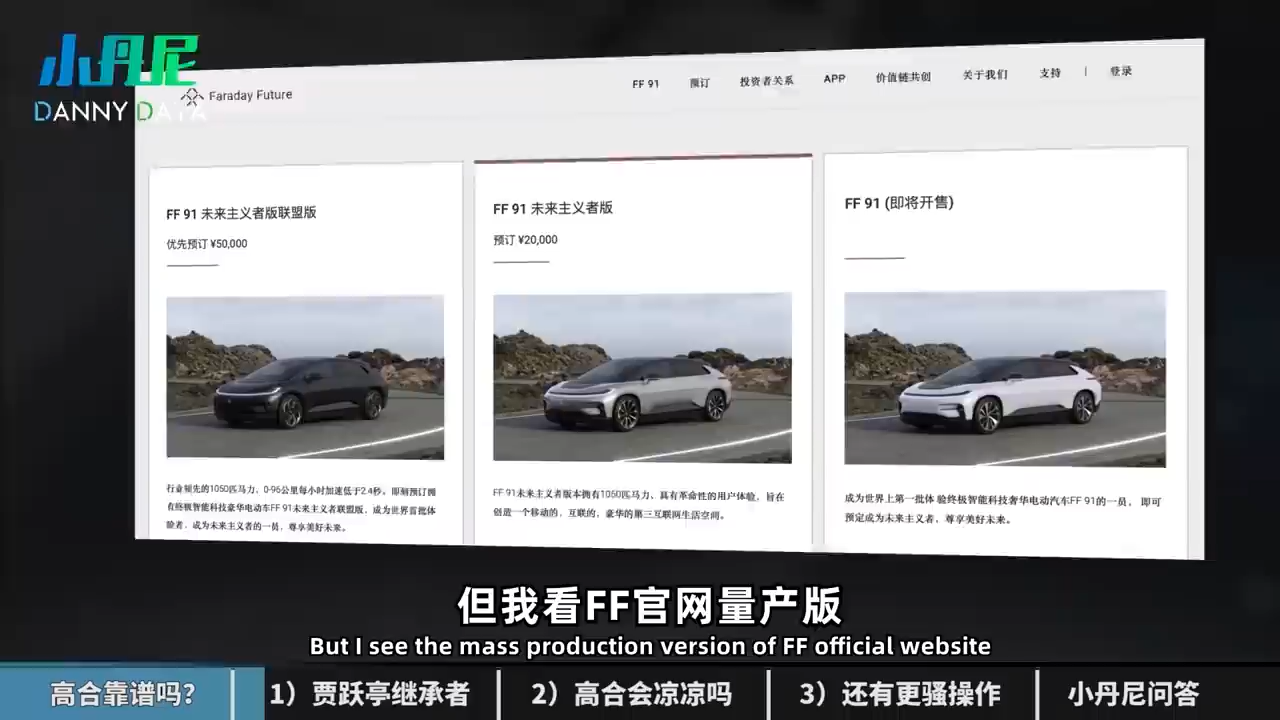 小丹尼
DANNY DATA
Faraday Future
FF 91 预订 投资者关系 APP 价值链共创 关于我们 支持 | 登录
FF 91 未来主义者版联盟版
优先预订 ¥50,000
行业领先的1050匹马力，0-96公里每小时加速低于2.4秒。即刻预订拥
有终极智能科技豪华电动汽车FF 91未来主义者联盟版，成为世界首批体
验者，成为未来主义者的一员，尊享美好未来。
FF 91 未来主义者版
预订 ¥20,000
FF 91未来主义者版本拥有1050匹马力、具有革命性的用户体验，旨在
创造一个移动的，互联的，豪华的第三互联网生活空间。
FF 91 (即将开售)
成为世界上第一批体 验终极智能科技奢华电动汽车FF 91的一员， 即可
预定成为未来主义者，尊享美好未来。
但我看FF官网量产版
But I see the mass production version of FF official website
高合靠谱吗？ 1）贾跃亭继承者 2）高合会凉凉吗 3）还有更骚操作 小丹尼问答